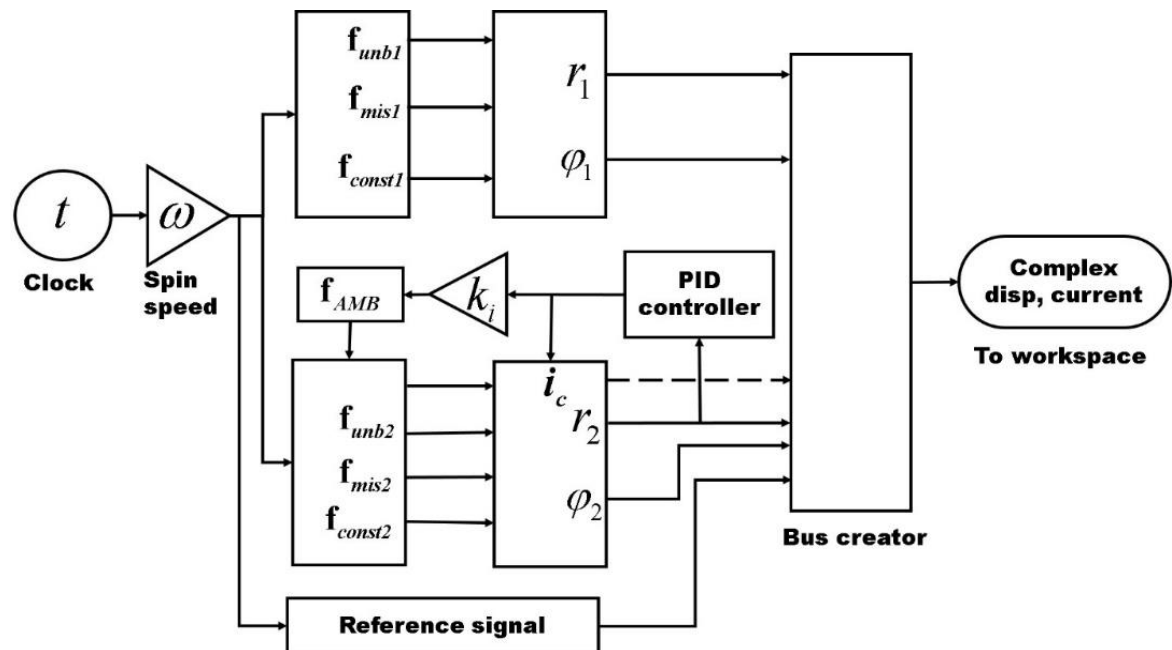 f_unb1
f_mis1
f_const1
r_1
φ_1
t
Clock
ω
Spin
speed
f_AMB
k_i
PID
controller
i_c
r_2
φ_2
f_unb2
f_mis2
f_const2
Complex
disp, current
To workspace
Bus creator
Reference signal